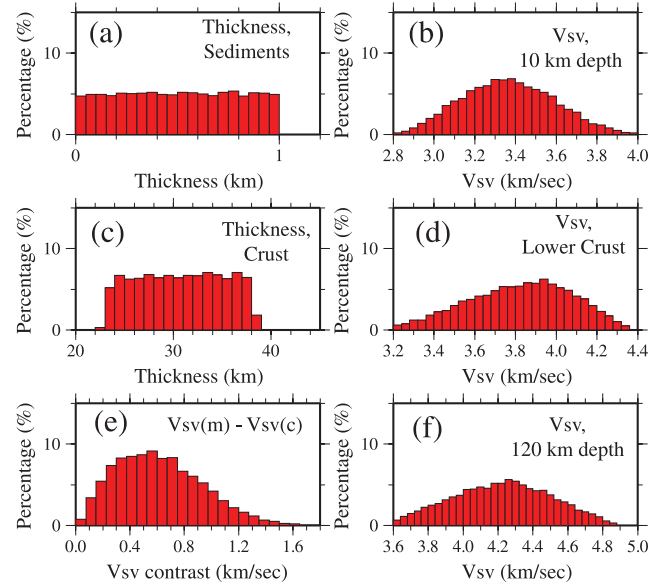 (a)
Thickness,
Sediments
Percentage (%)
10
0
0
1
Thickness (km)
(b)
Vsv,
10 km depth
Percentage (%)
10
0
2.8 3.0 3.2 3.4 3.6 3.8 4.0
Vsv (km/sec)
(c)
Thickness,
Crust
Percentage (%)
10
0
20 30 40
Thickness (km)
(d)
Vsv,
Lower Crust
Percentage (%)
10
0
3.2 3.4 3.6 3.8 4.0 4.2 4.4
Vsv (km/sec)
(e)
Vsv(m) - Vsv(c)
Percentage (%)
10
0
0.0 0.4 0.8 1.2 1.6
Vsv contrast (km/sec)
(f)
Vsv,
120 km depth
Percentage (%)
10
0
3.6 3.8 4.0 4.2 4.4 4.6 4.8 5.0
Vsv (km/sec)